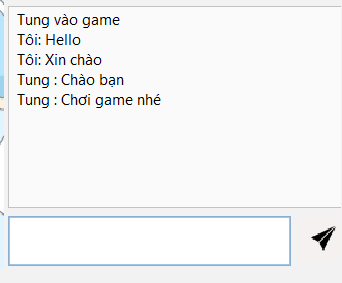 Tung vào game
Tôi: Hello
Tôi: Xin chào
Tung : Chào bạn
Tung : Chơi game nhé